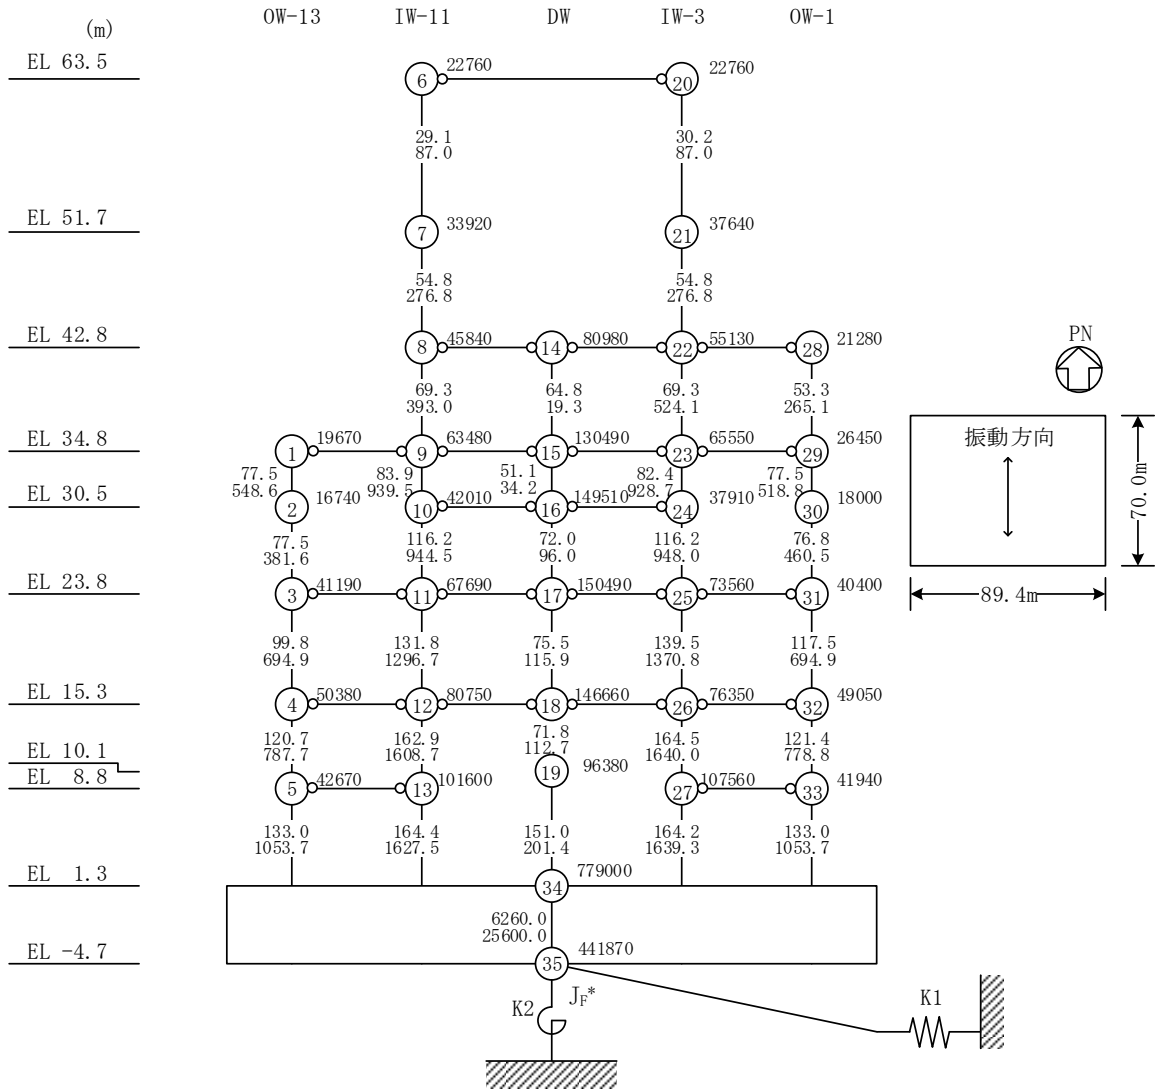 OW-13 IW-11 DW IW-3 OW-1
(m)
EL 63.5
6 22760 20 22760
29.1 30.2
87.0 87.0
EL 51.7
7 33920 21 37640
54.8 54.8
276.8 276.8
EL 42.8
8 45840 14 80980 22 55130 28 21280
PN
69.3 64.8 69.3 53.3
393.0 19.3 524.1 265.1
EL 34.8
1 19670 9 63480 15 130490 23 65550 29 26450
振動方向
77.5 83.9 51.1 82.4 77.5
548.6 939.5 34.2 928.7 518.8
EL 30.5
2 16740 10 42010 16 149510 24 37910 30 18000
70.0m
77.5 116.2 72.0 116.2 76.8
381.6 944.5 96.0 948.0 460.5
EL 23.8
3 41190 11 67690 17 150490 25 73560 31 40400
89.4m
99.8 131.8 75.5 139.5 117.5
694.9 1296.7 115.9 1370.8 694.9
EL 15.3
4 50380 12 80750 18 146660 26 76350 32 49050
120.7 162.9 71.8 164.5 121.4
787.7 1608.7 112.7 1640.0 778.8
EL 10.1
19 96380
EL 8.8
5 42670 13 101600 27 107560 33 41940
133.0 164.4 151.0 164.2 133.0
1053.7 1627.5 201.4 1639.3 1053.7
EL 1.3
34 779000
6260.0
25600.0
EL -4.7
35 441870
K2 J_F* K1